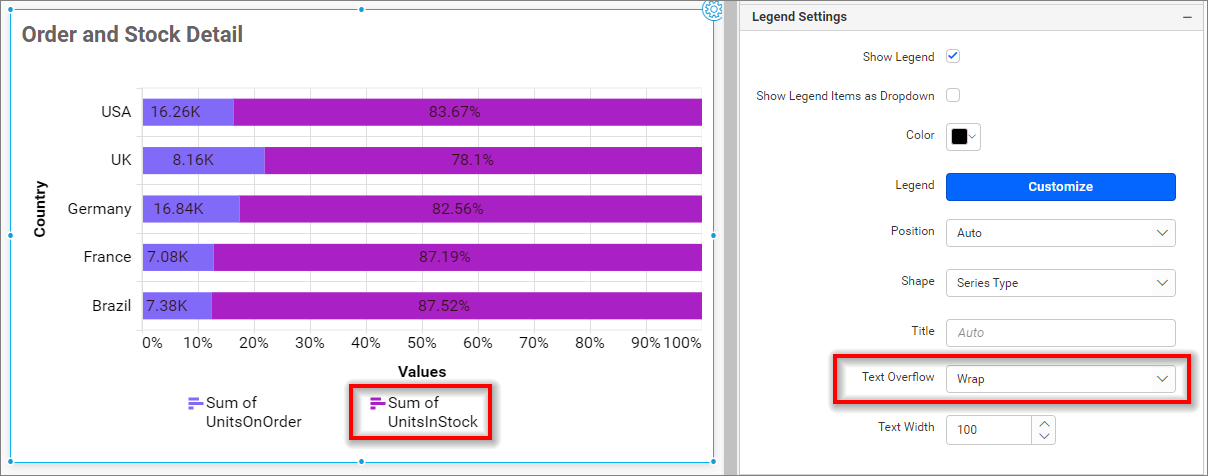 Order and Stock Detail
USA
16.26K
83.67%
UK
8.16K
78.1%
Germany
16.84K
82.56%
France
7.08K
87.19%
Brazil
7.38K
87.52%
Country
0% 10% 20% 30% 40% 50% 60% 70% 80% 90% 100%
Values
Sum of
UnitsOnOrder
Sum of
UnitsInStock
Legend Settings
Show Legend
Show Legend Items as Dropdown
Color
Legend
Customize
Position
Auto
Shape
Series Type
Title
Auto
Text Overflow
Wrap
Text Width
100